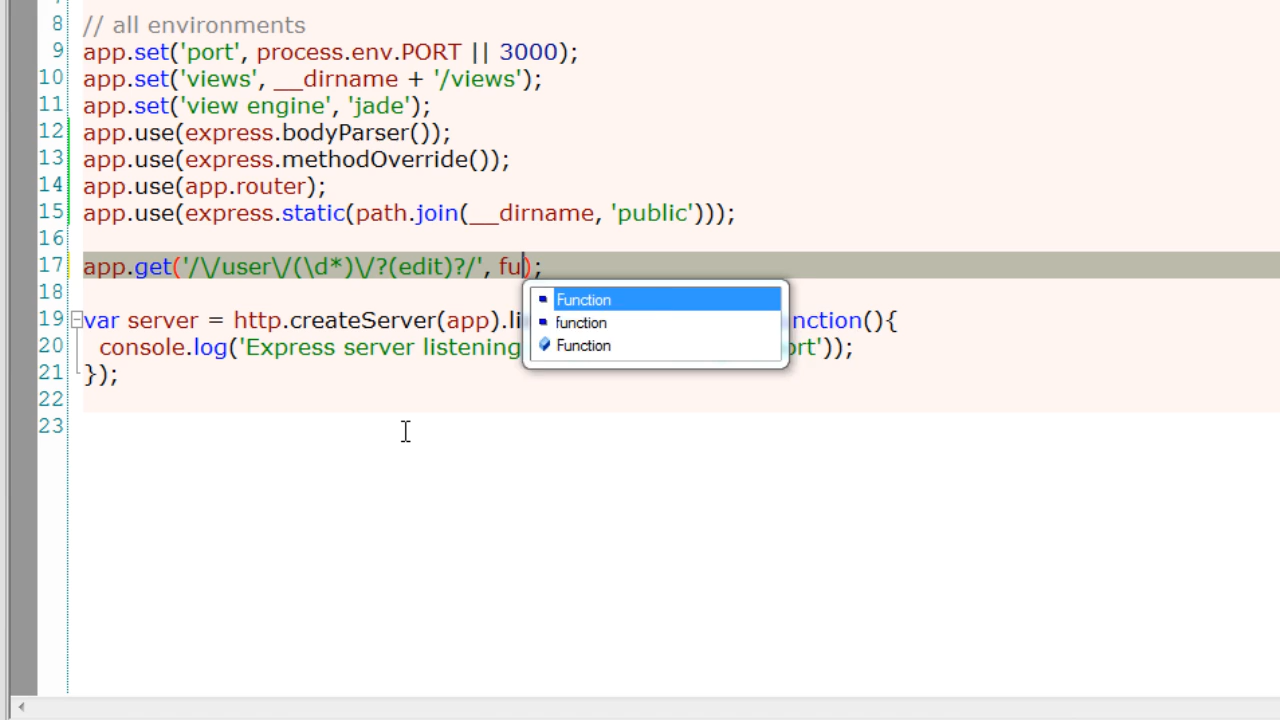 8 // all environments
9 app.set('port', process.env.PORT || 3000);
10 app.set('views', __dirname + '/views');
11 app.set('view engine', 'jade');
12 app.use(express.bodyParser());
13 app.use(express.methodOverride());
14 app.use(app.router);
15 app.use(express.static(path.join(__dirname, 'public')));
16
17 app.get('/\/user\/(\d*)\/?(edit)?/', fu);
18
Function
function
Function
19 var server = http.createServer(app).li nction(){
20 console.log('Express server listening ort'));
21 });
22
23